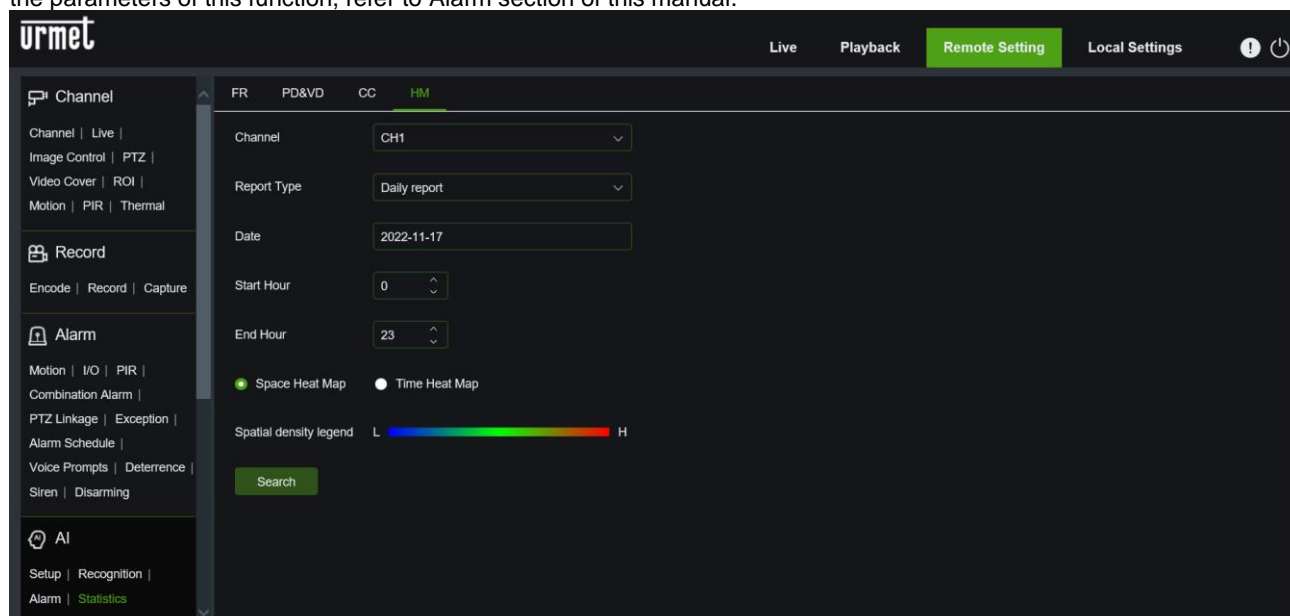 the parameters of this function, refer to Alarm section of this manual.
urmet
Live Playback Remote Setting Local Settings
Channel
Channel | Live |
Image Control | PTZ |
Video Cover | ROI |
Motion | PIR | Thermal
Record
Encode | Record | Capture
Alarm
Motion | I/O | PIR |
Combination Alarm |
PTZ Linkage | Exception |
Alarm Schedule |
Voice Prompts | Deterrence |
Siren | Disarming
AI
Setup | Recognition |
Alarm | Statistics
FR PD&VD CC HM
Channel CH1
Report Type Daily report
Date 2022-11-17
Start Hour 0
End Hour 23
Space Heat Map Time Heat Map
Spatial density legend L H
Search